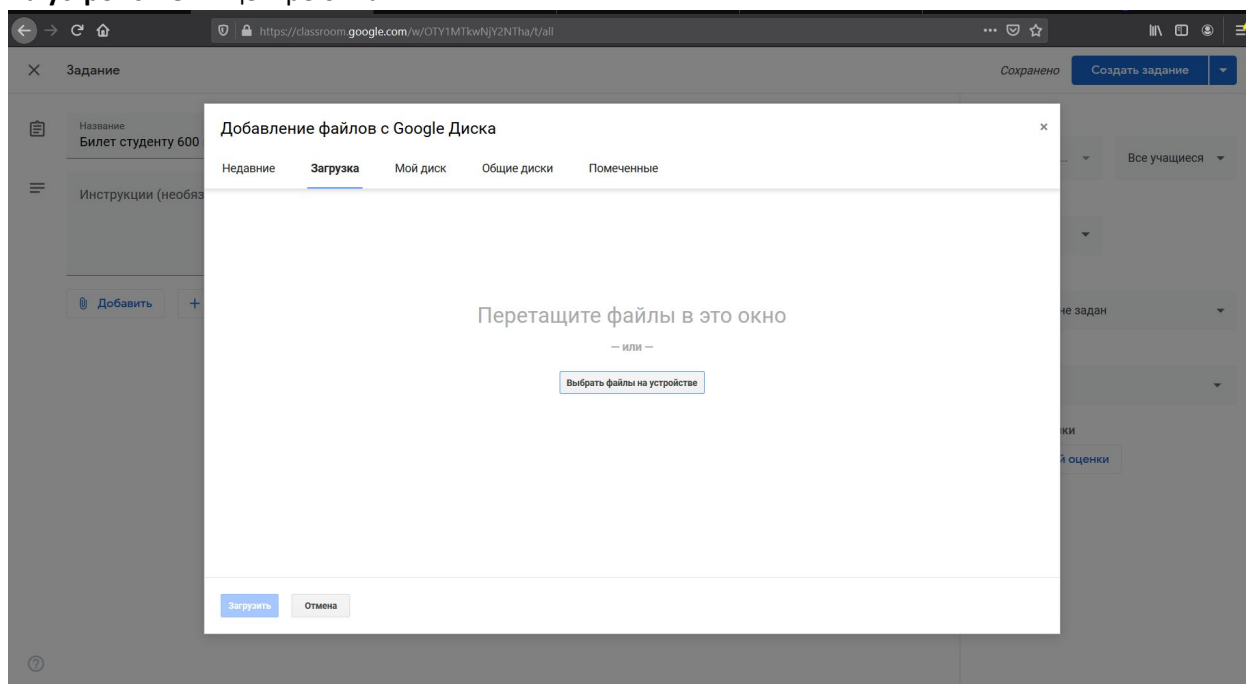 https://classroom.google.com/w/OTY1MTkwNjY2NTha/t/all
Задание
Сохранено
Создать задание
Название
Билет студенту 600
Инструкции (необяз
Добавить
Добавление файлов с Google Диска
Недавние Загрузка Мой диск Общие диски Помеченные
Перетащите файлы в это окно
— или —
Выбрать файлы на устройстве
Загрузить Отмена
Все учащиеся
не задан
ки
й оценки